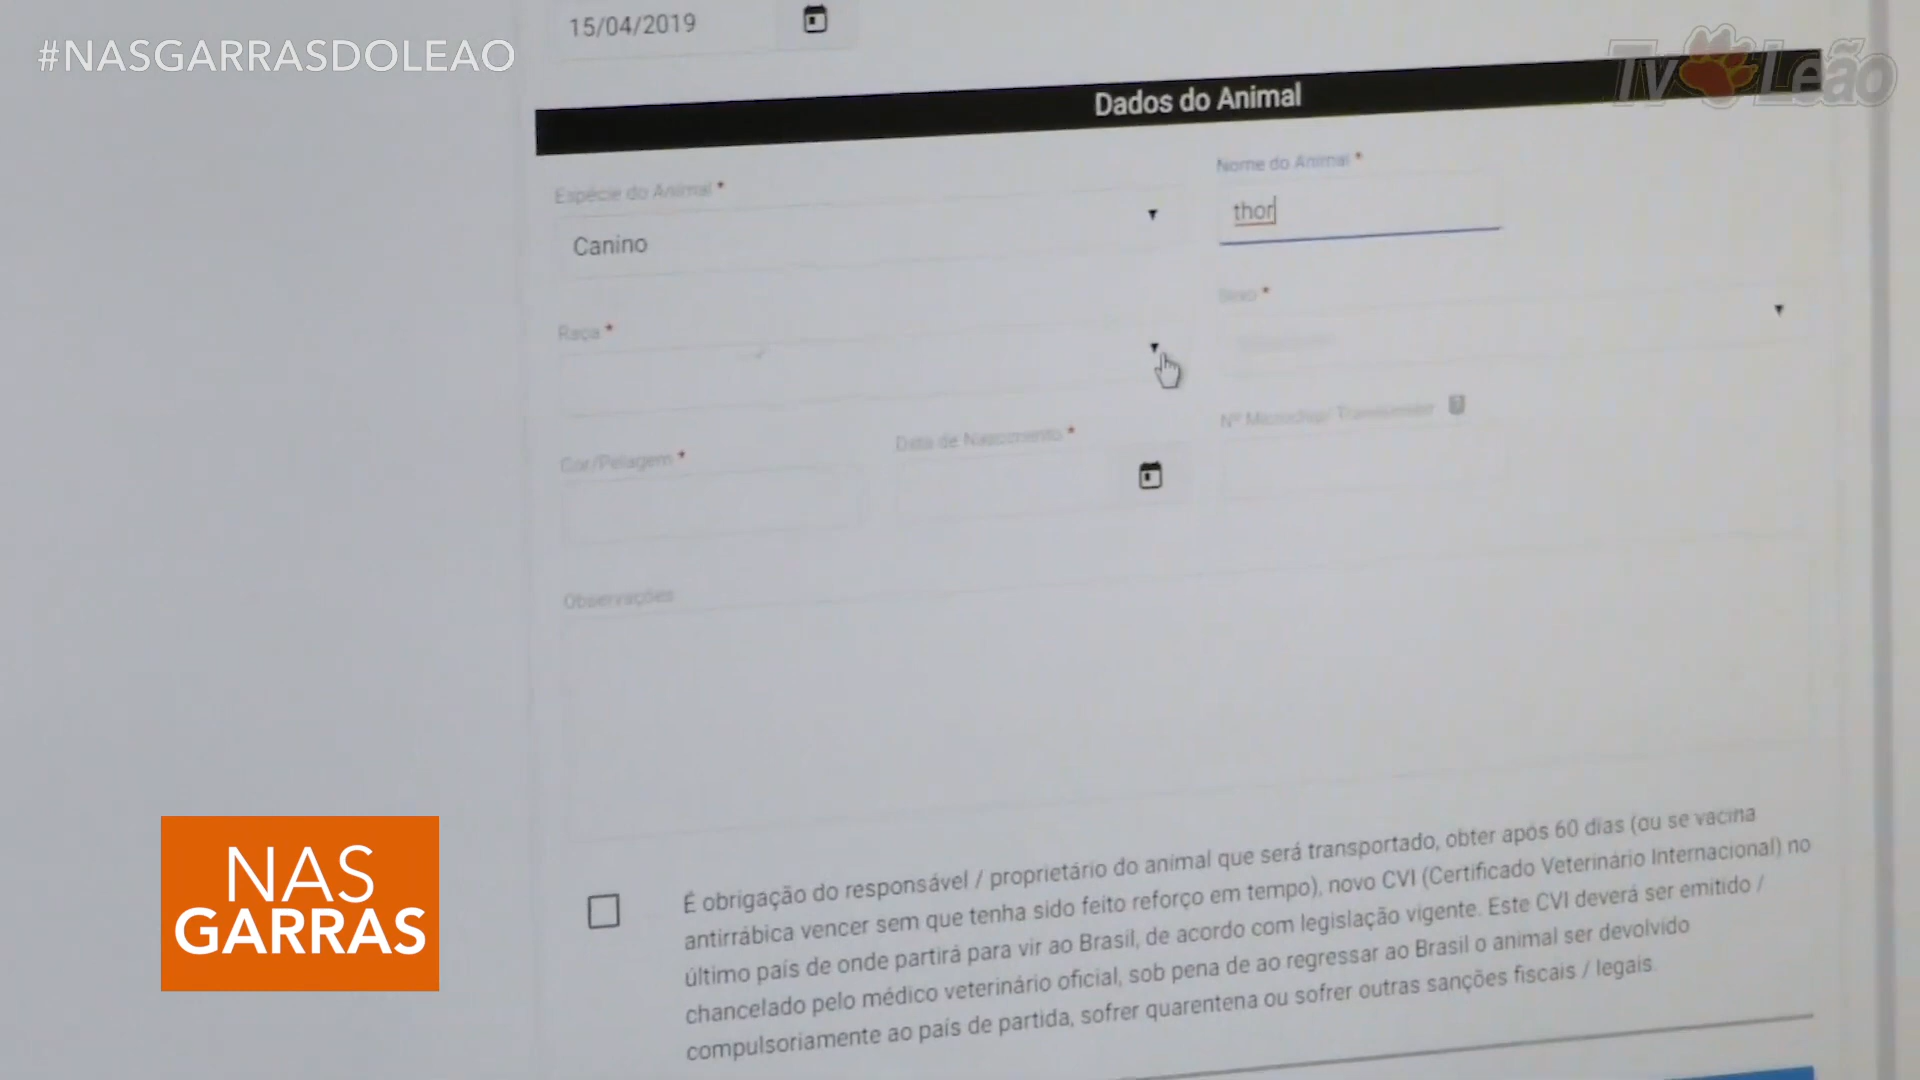 #NASGARRASDOLEAO
Tv Leão
15/04/2019
Dados do Animal
Espécie do Animal *
Canino
Nome do Animal *
thor
Raça *
Sexo *
Cor/Pelagem *
Data de Nascimento *
Nº Microchip/ Transponder
Observações
É obrigação do responsável / proprietário do animal que será transportado, obter após 60 dias (ou se vacina
antirrábica vencer sem que tenha sido feito reforço em tempo), novo CVI (Certificado Veterinário Internacional) no
último país de onde partirá para vir ao Brasil, de acordo com legislação vigente. Este CVI deverá ser emitido /
chancelado pelo médico veterinário oficial, sob pena de ao regressar ao Brasil o animal ser devolvido
compulsoriamente ao país de partida, sofrer quarentena ou sofrer outras sanções fiscais / legais.
NAS
GARRAS